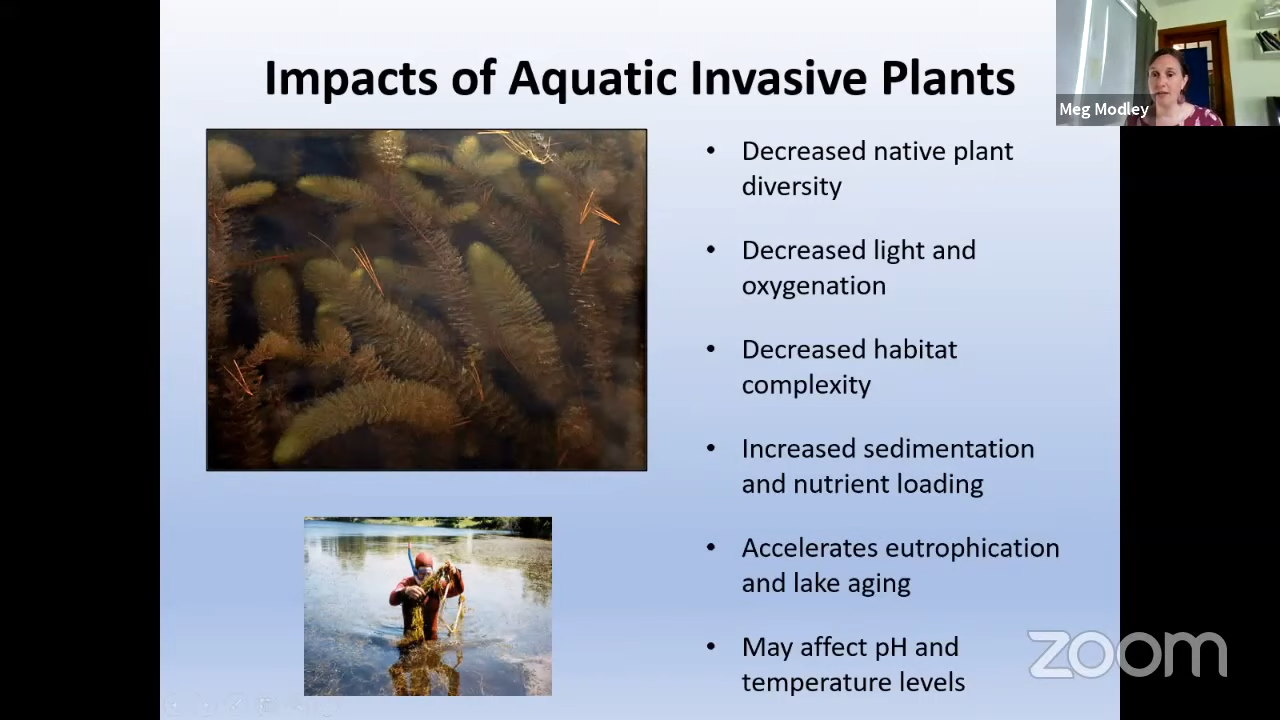 Impacts of Aquatic Invasive Plants
Meg Modley
• Decreased native plant
diversity
• Decreased light and
oxygenation
• Decreased habitat
complexity
• Increased sedimentation
and nutrient loading
• Accelerates eutrophication
and lake aging
• May affect pH and
temperature levels
zoom